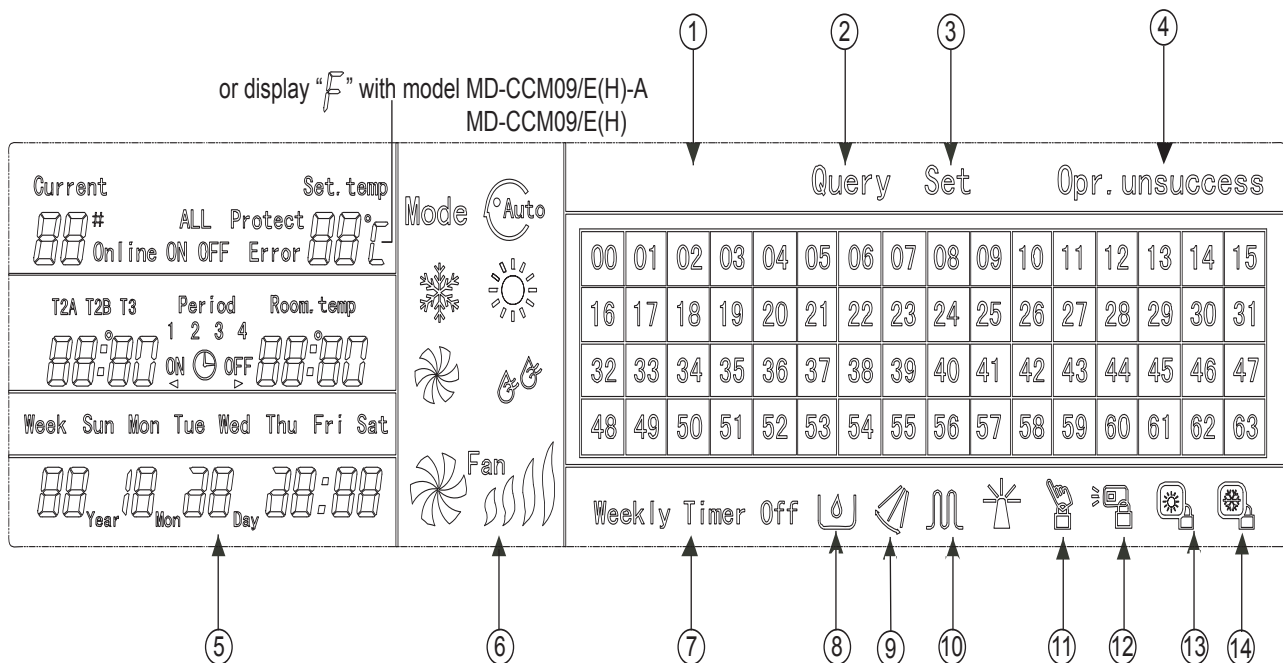 ① ② ③ ④
or display “F” with model MD-CCM09/E(H)-A
MD-CCM09/E(H)
Current Set.temp
88# ALL Protect 88°C
Online ON OFF Error
T2A T2B T3 Period Room.temp
1 2 3 4
88:80 ON OFF 88:80
Week Sun Mon Tue Wed Thu Fri Sat
88 Year 18 Mon 38 Day 28:88
Mode Auto
Fan
Query Set Opr.unsuccess
00 01 02 03 04 05 06 07 08 09 10 11 12 13 14 15
16 17 18 19 20 21 22 23 24 25 26 27 28 29 30 31
32 33 34 35 36 37 38 39 40 41 42 43 44 45 46 47
48 49 50 51 52 53 54 55 56 57 58 59 60 61 62 63
Weekly Timer Off
⑤ ⑥ ⑦ ⑧ ⑨ ⑩ ⑪ ⑫ ⑬ ⑭